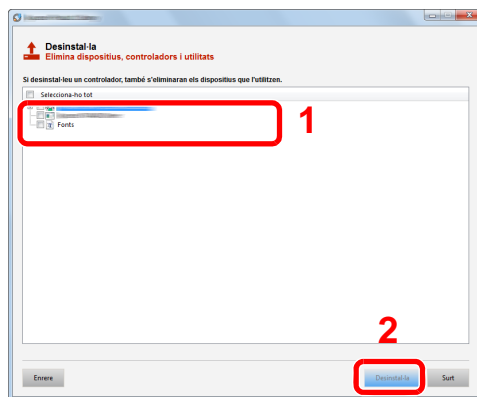 Desinstal·la
Elimina dispositius, controladors i utilitats
Si desinstal·leu un controlador, també s'eliminaran els dispositius que l'utilitzen.
Selecciona-ho tot
Fonts
1
2
Enrere
Desinstal·la
Surt